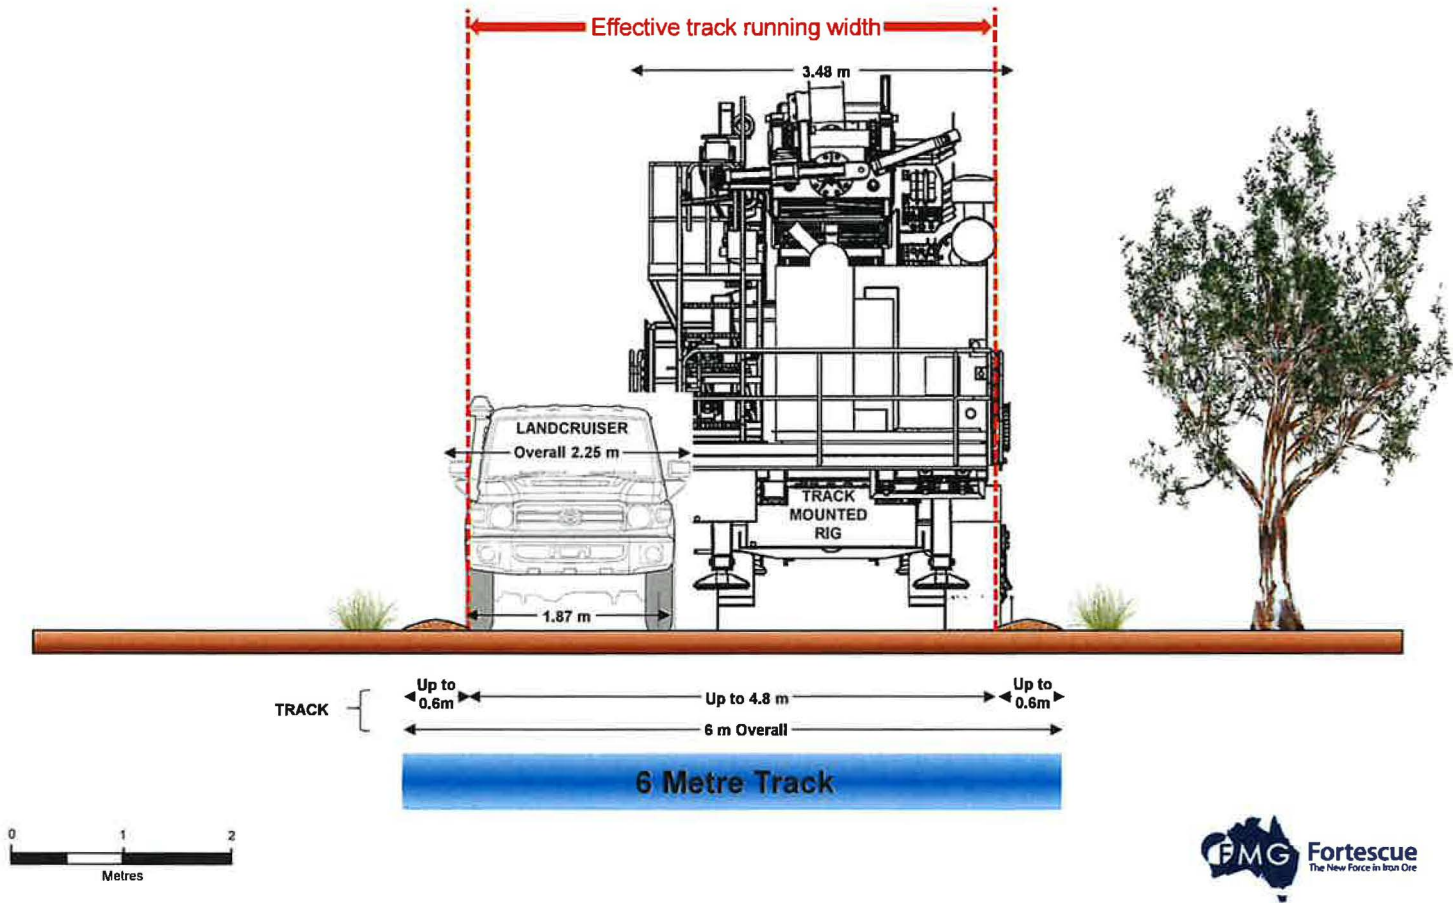 Effective track running width
3.48 m
LANDCRUISER
Overall 2.25 m
TRACK
MOUNTED
RIG
1.87 m
TRACK
Up to
0.6m
Up to 4.8 m
Up to
0.6m
6 m Overall
6 Metre Track
0 1 2
Metres
FMG
Fortescue
The New Force in Iron Ore